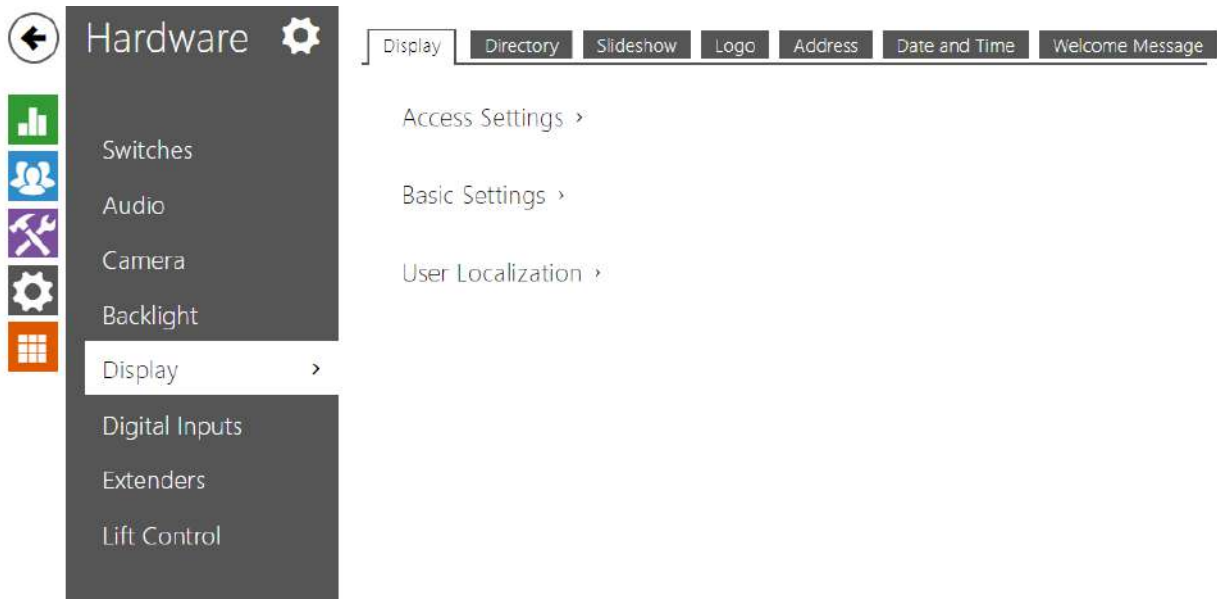 Hardware
Switches
Audio
Camera
Backlight
Display
Digital Inputs
Extenders
Lift Control
Display Directory Slideshow Logo Address Date and Time Welcome Message
Access Settings
Basic Settings
User Localization